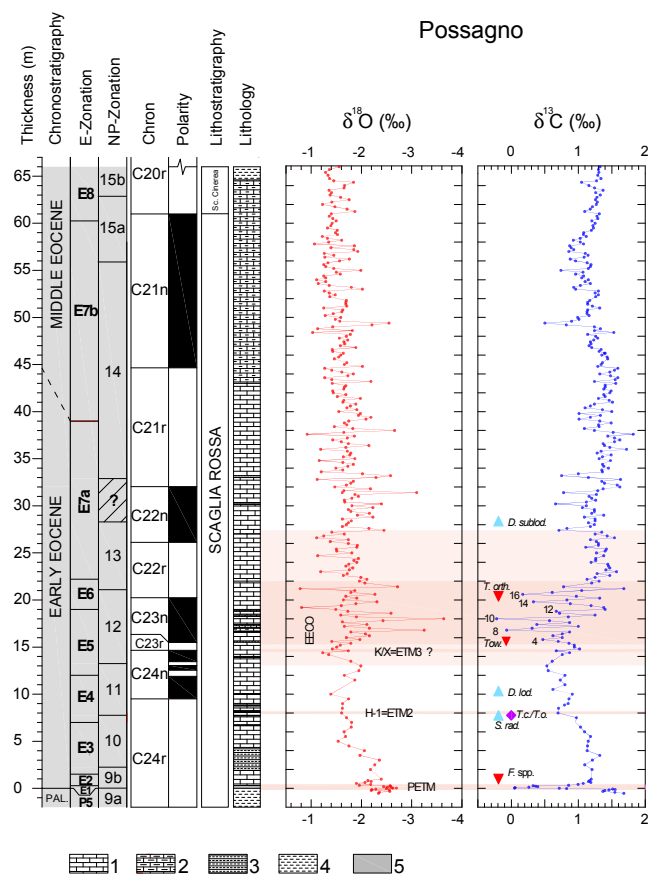 Possagno
Thickness (m)
Chronostratigraphy
E-Zonation
NP-Zonation
Chron
Polarity
Lithostratigraphy
Lithology
δ18O (‰)
δ13C (‰)
-1 -2 -3 -4
0 1 2
65
60
55
50
45
40
35
30
25
20
15
10
5
0
MIDDLE EOCENE
EARLY EOCENE
PAL.
E8
E7b
E7a
E6
E5
E4
E3
E2
E1
P5
15b
15a
14
?
13
12
11
10
9b
9a
C20r
C21n
C21r
C22n
C22r
C23n
C23r
C24n
C24r
Sc. Cinerea
SCAGLIA ROSSA
EECO
K/X=ETM3 ?
H-1=ETM2
PETM
D. sublod.
T. orth.
16
14
12
10
8
4
Tow.
D. lod.
T.c./T.o.
S. rad.
F. spp.
-1 -2 -3 -4
0 1 2
1 2 3 4 5